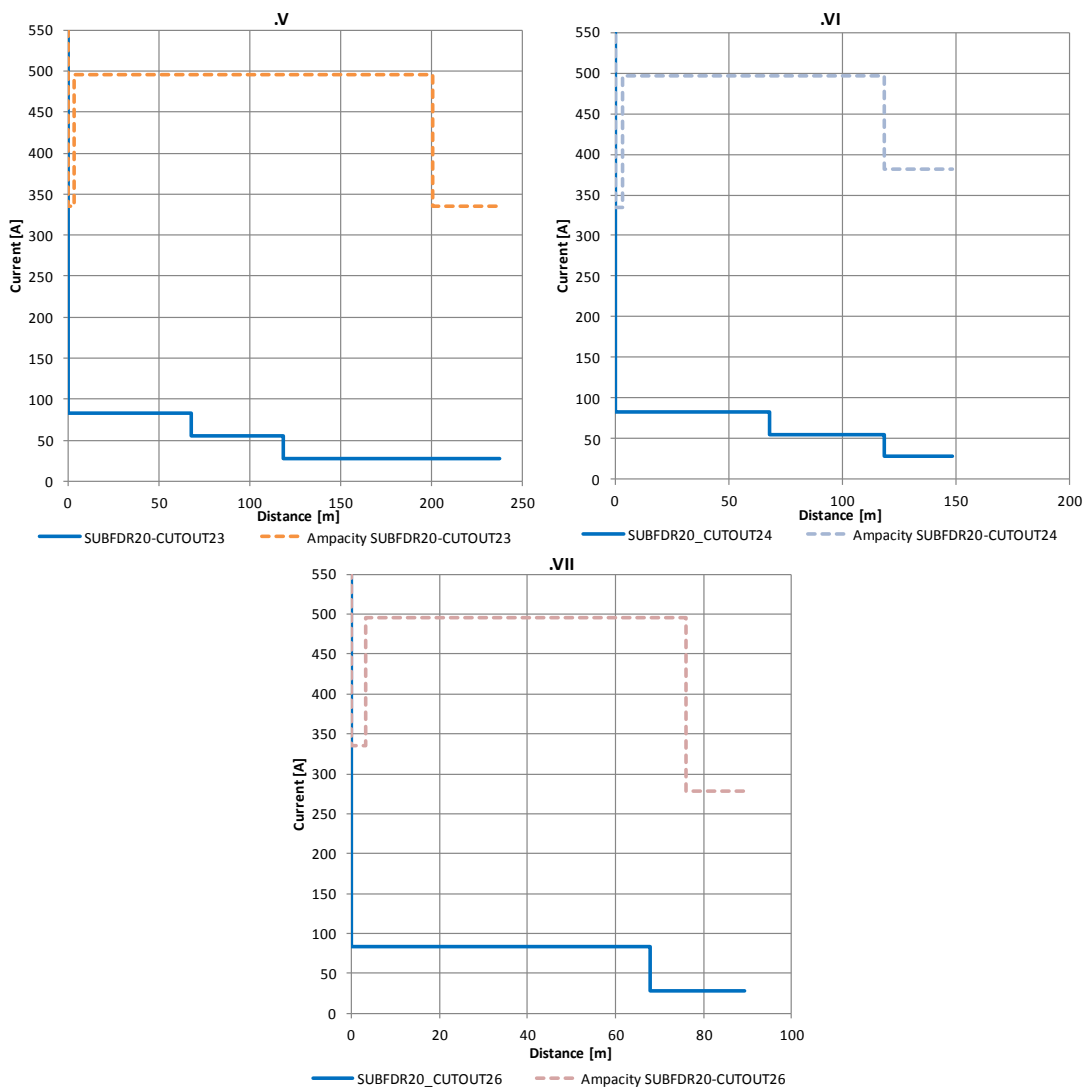 .V
550
500
450
400
350
300
250
200
150
100
50
0
Current [A]
0 50 100 150 200 250
Distance [m]
SUBFDR20-CUTOUT23 Ampacity SUBFDR20-CUTOUT23
.VI
550
500
450
400
350
300
250
200
150
100
50
0
Current [A]
0 50 100 150 200
Distance [m]
SUBFDR20_CUTOUT24 Ampacity SUBFDR20-CUTOUT24
.VII
550
500
450
400
350
300
250
200
150
100
50
0
Current [A]
0 20 40 60 80 100
Distance [m]
SUBFDR20_CUTOUT26 Ampacity SUBFDR20-CUTOUT26